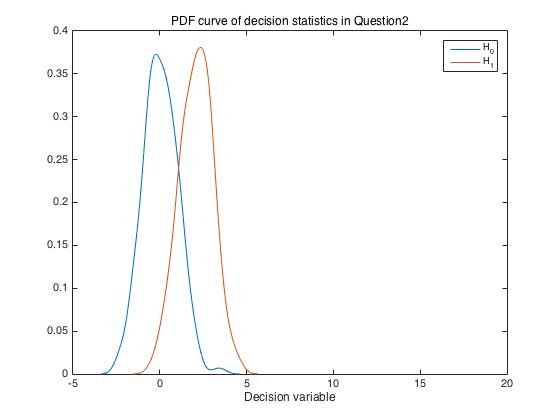 PDF curve of decision statistics in Question2
H0
H1
0.4
0.35
0.3
0.25
0.2
0.15
0.1
0.05
0
-5 0 5 10 15 20
Decision variable